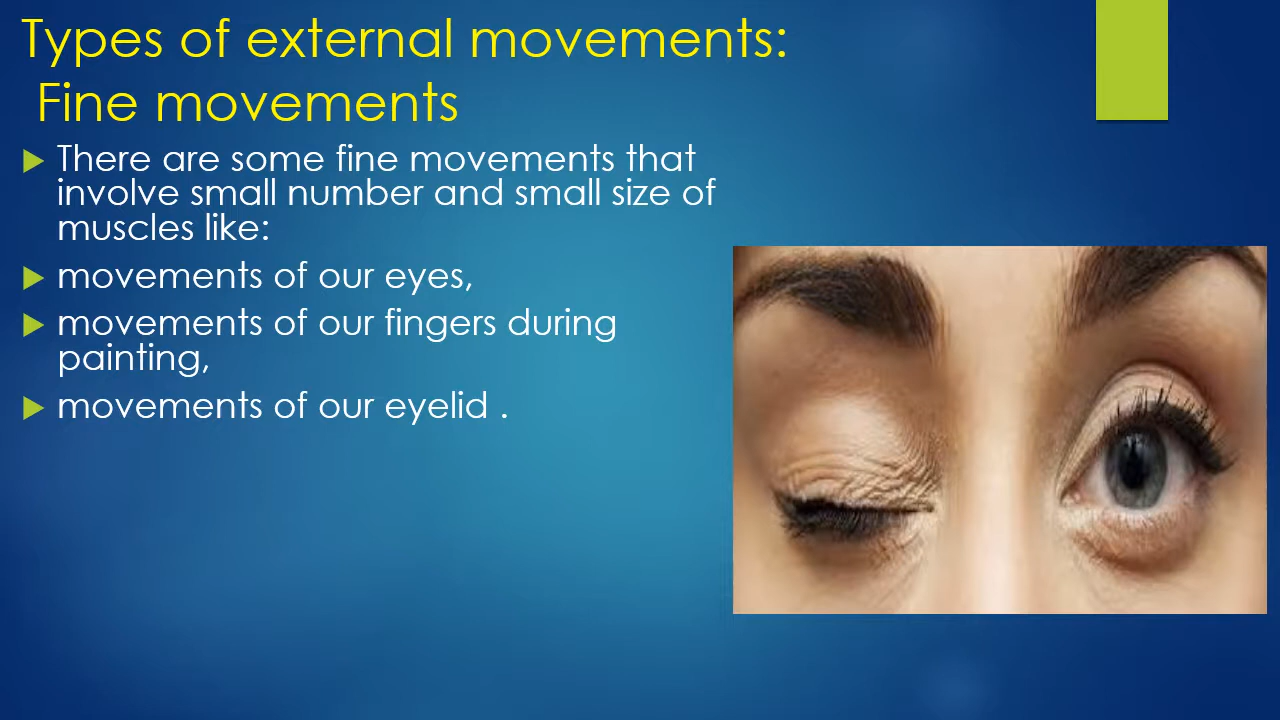 Types of external movements:
Fine movements
There are some fine movements that
involve small number and small size of
muscles like:
movements of our eyes,
movements of our fingers during
painting,
movements of our eyelid .